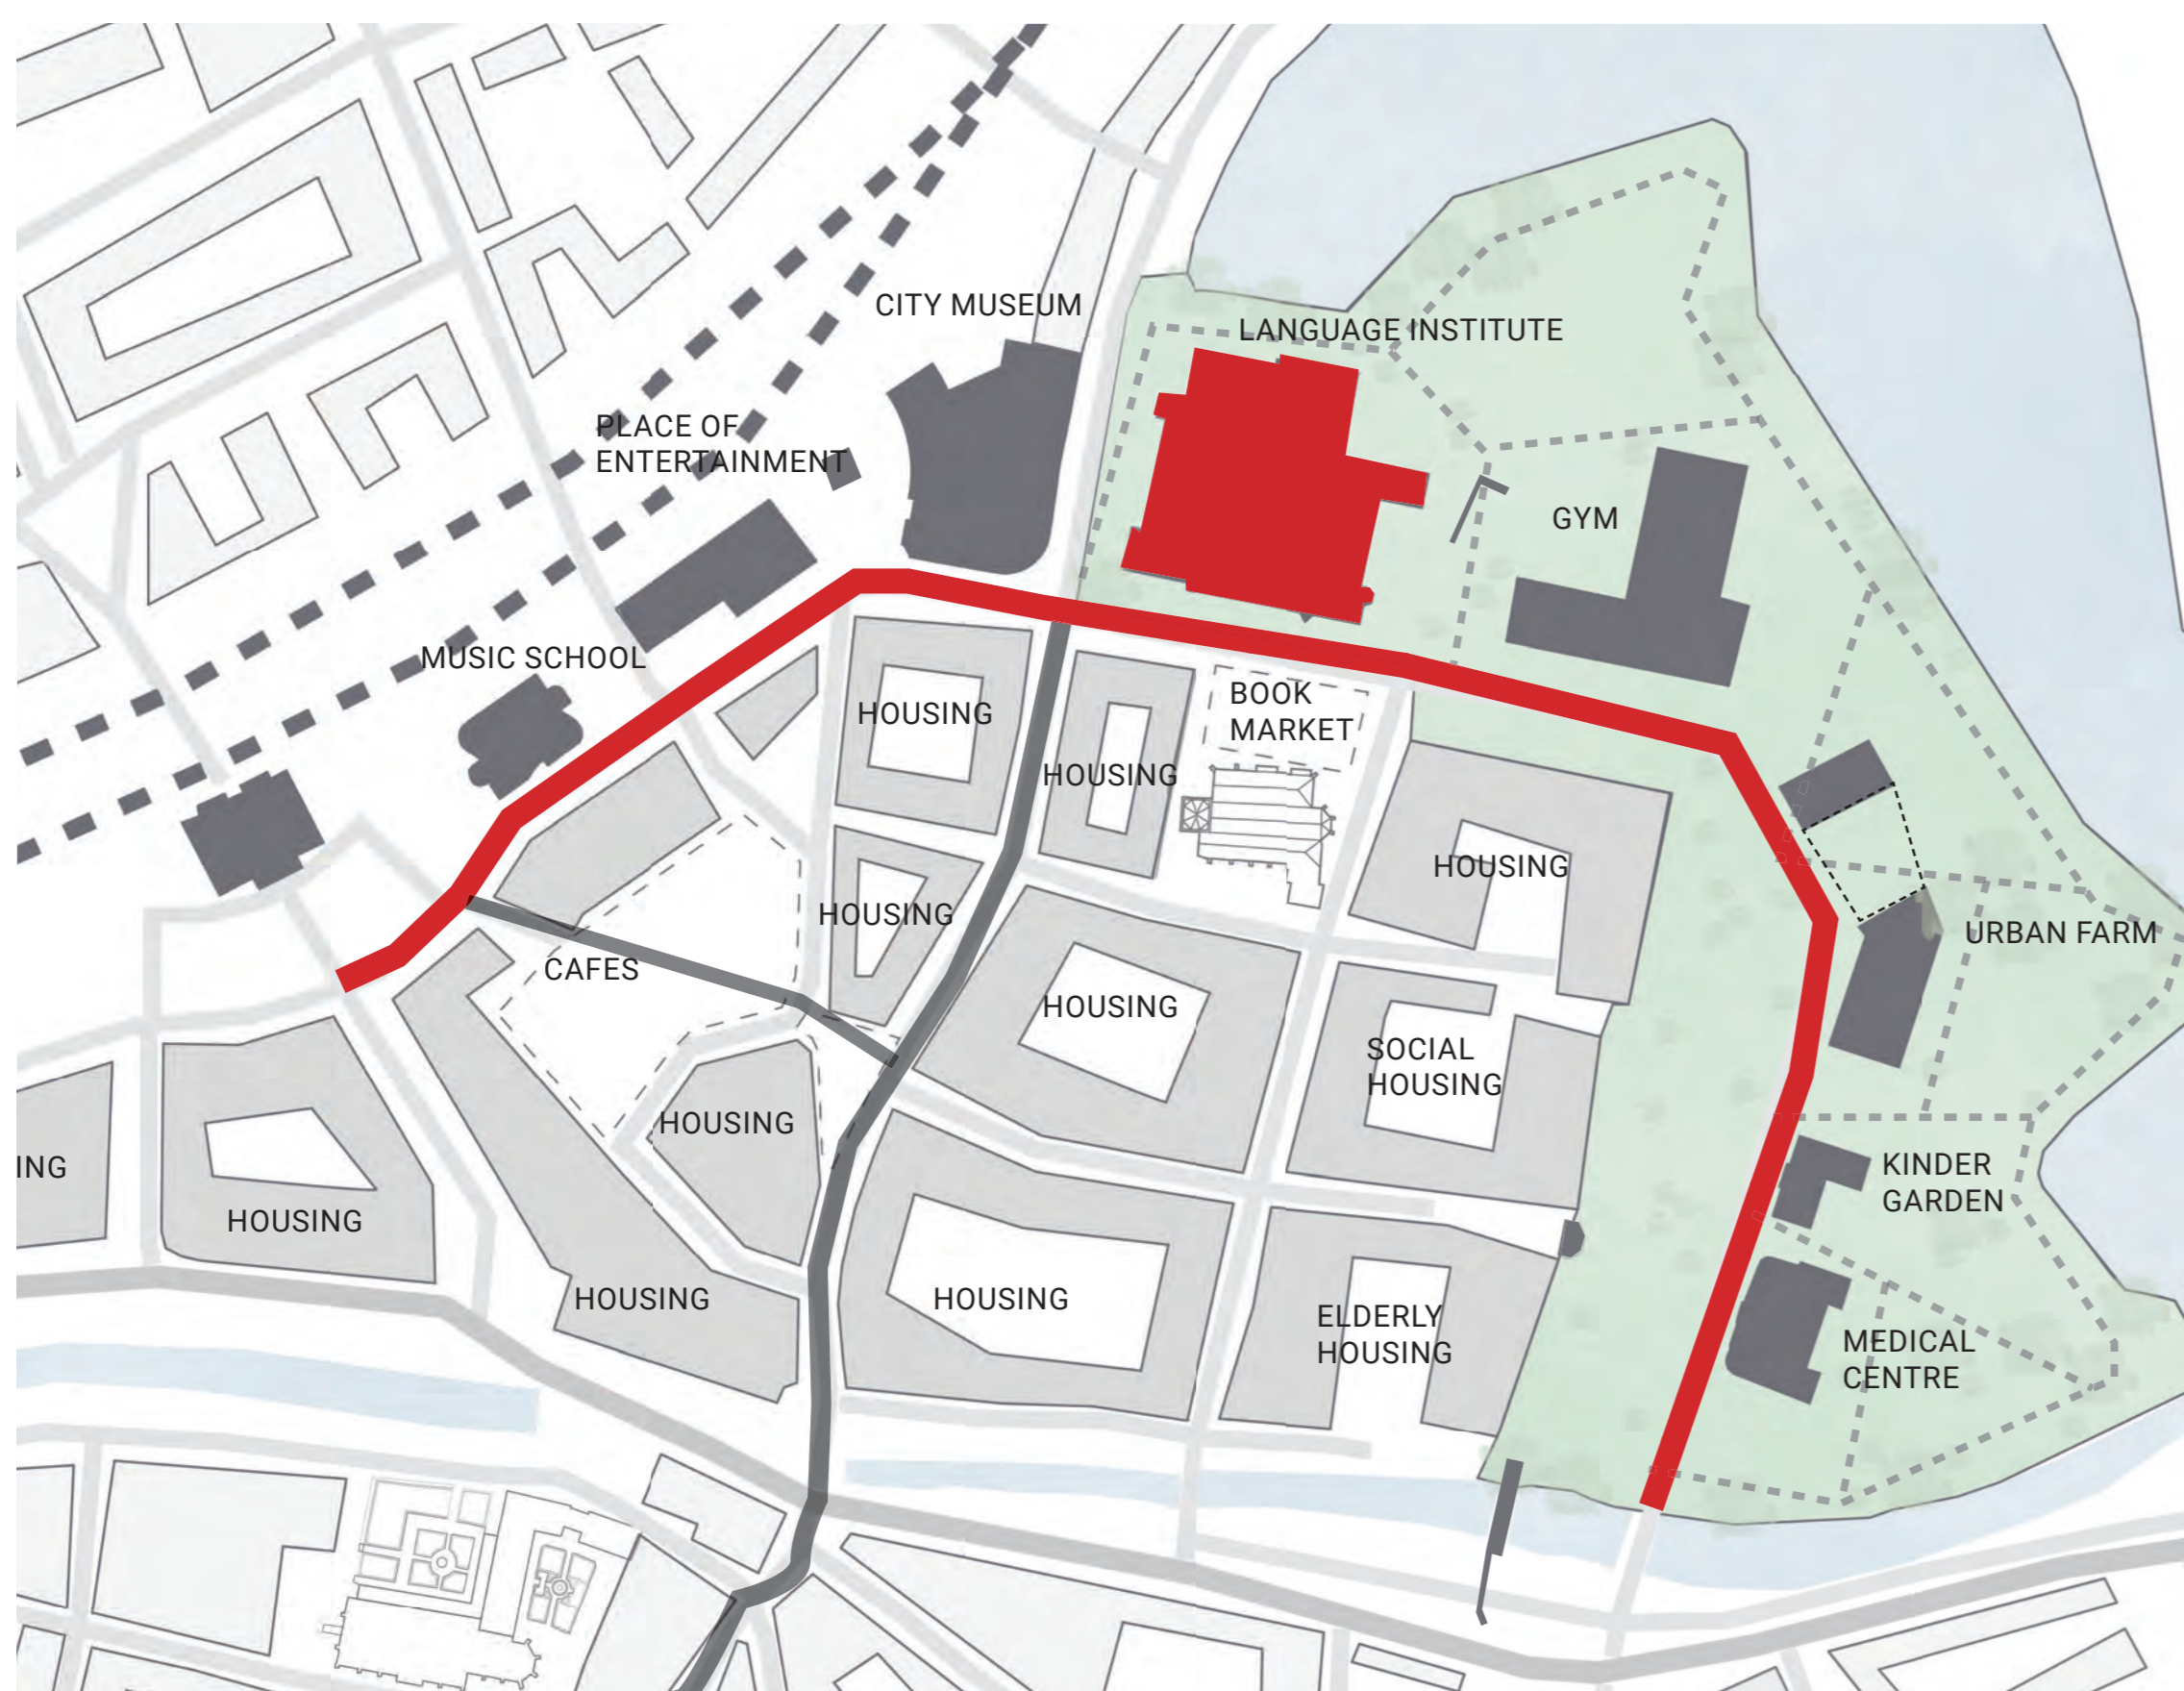 CITY MUSEUM
LANGUAGE INSTITUTE
PLACE OF
ENTERTAINMENT
GYM
MUSIC SCHOOL
HOUSING
BOOK
MARKET
HOUSING
HOUSING
HOUSING
URBAN FARM
CAFES
HOUSING
SOCIAL
HOUSING
HOUSING
ING
KINDER
GARDEN
HOUSING
HOUSING
HOUSING
ELDERLY
HOUSING
MEDICAL
CENTRE